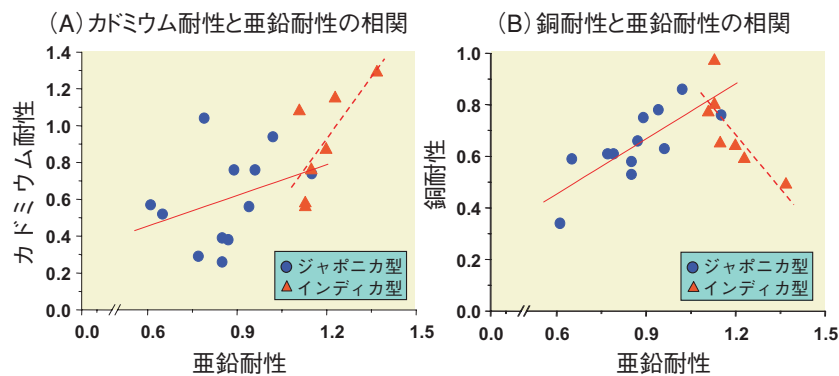 (A) カドミウム耐性と亜鉛耐性の相関
カドミウム耐性
1.4
1.2
1.0
0.8
0.6
0.4
0.2
0.0
0.0 0.6 0.9 1.2 1.5
亜鉛耐性
ジャポニカ型
インディカ型
(B) 銅耐性と亜鉛耐性の相関
銅耐性
1.0
0.8
0.6
0.4
0.2
0.0
0.0 0.6 0.9 1.2 1.5
亜鉛耐性
ジャポニカ型
インディカ型